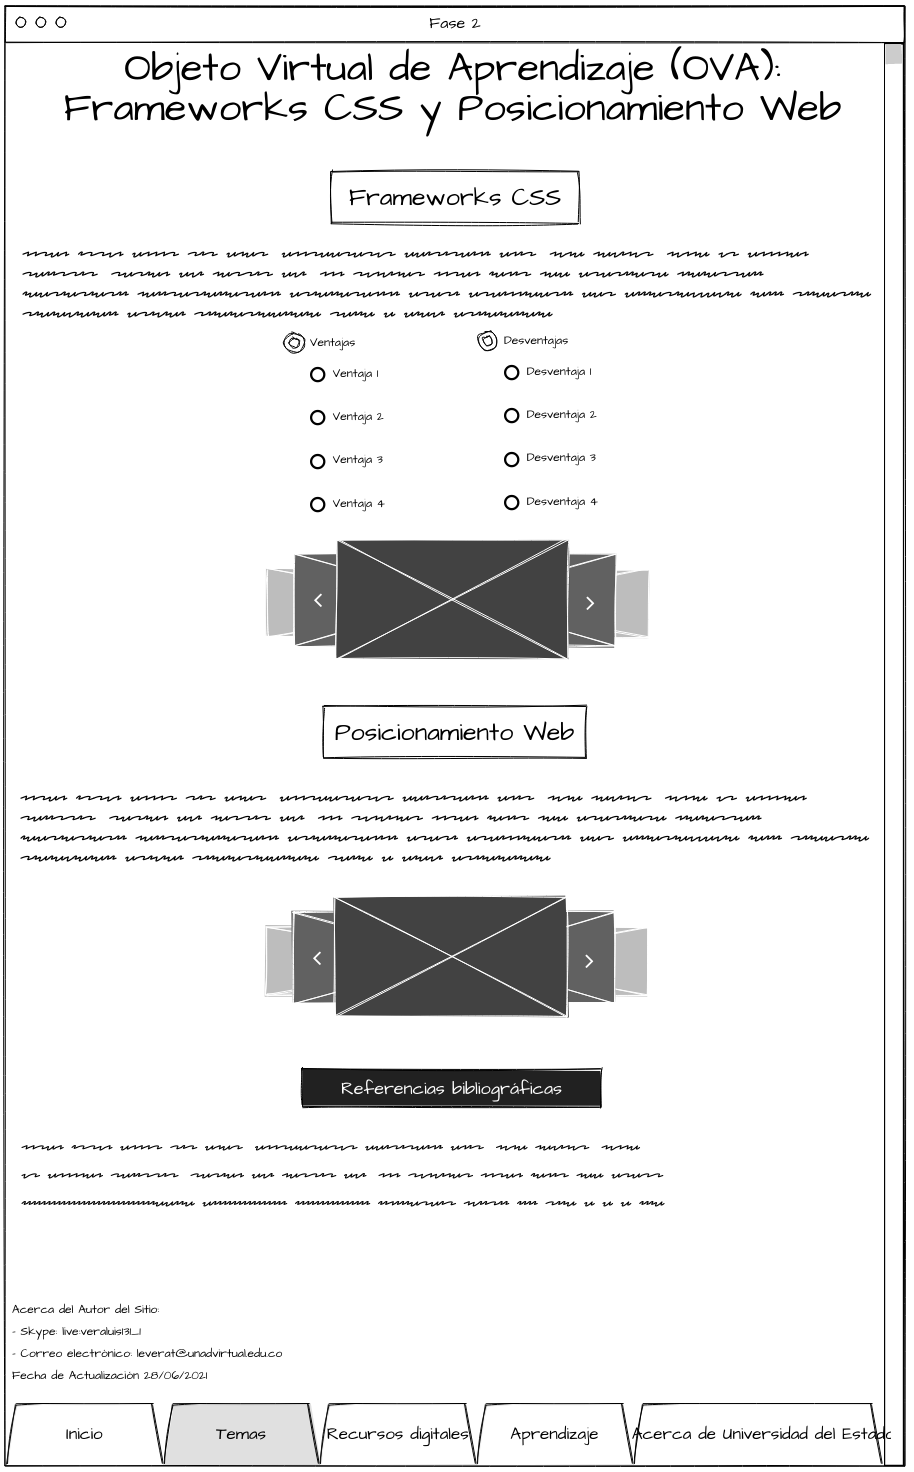 Fase 2
Objeto Virtual de Aprendizaje (OVA):
Frameworks CSS y Posicionamiento Web
Frameworks CSS
Ventajas
Ventaja 1
Ventaja 2
Ventaja 3
Ventaja 4
Desventajas
Desventaja 1
Desventaja 2
Desventaja 3
Desventaja 4
Posicionamiento Web
Referencias bibliográficas
Acerca del Autor del Sitio:
- Skype: live:veraluis131_1
- Correo electrónico: leverat@unadvirtual.edu.co
Fecha de Actualización 28/06/2021
Inicio
Temas
Recursos digitales
Aprendizaje
Acerca de Universidad del Estado